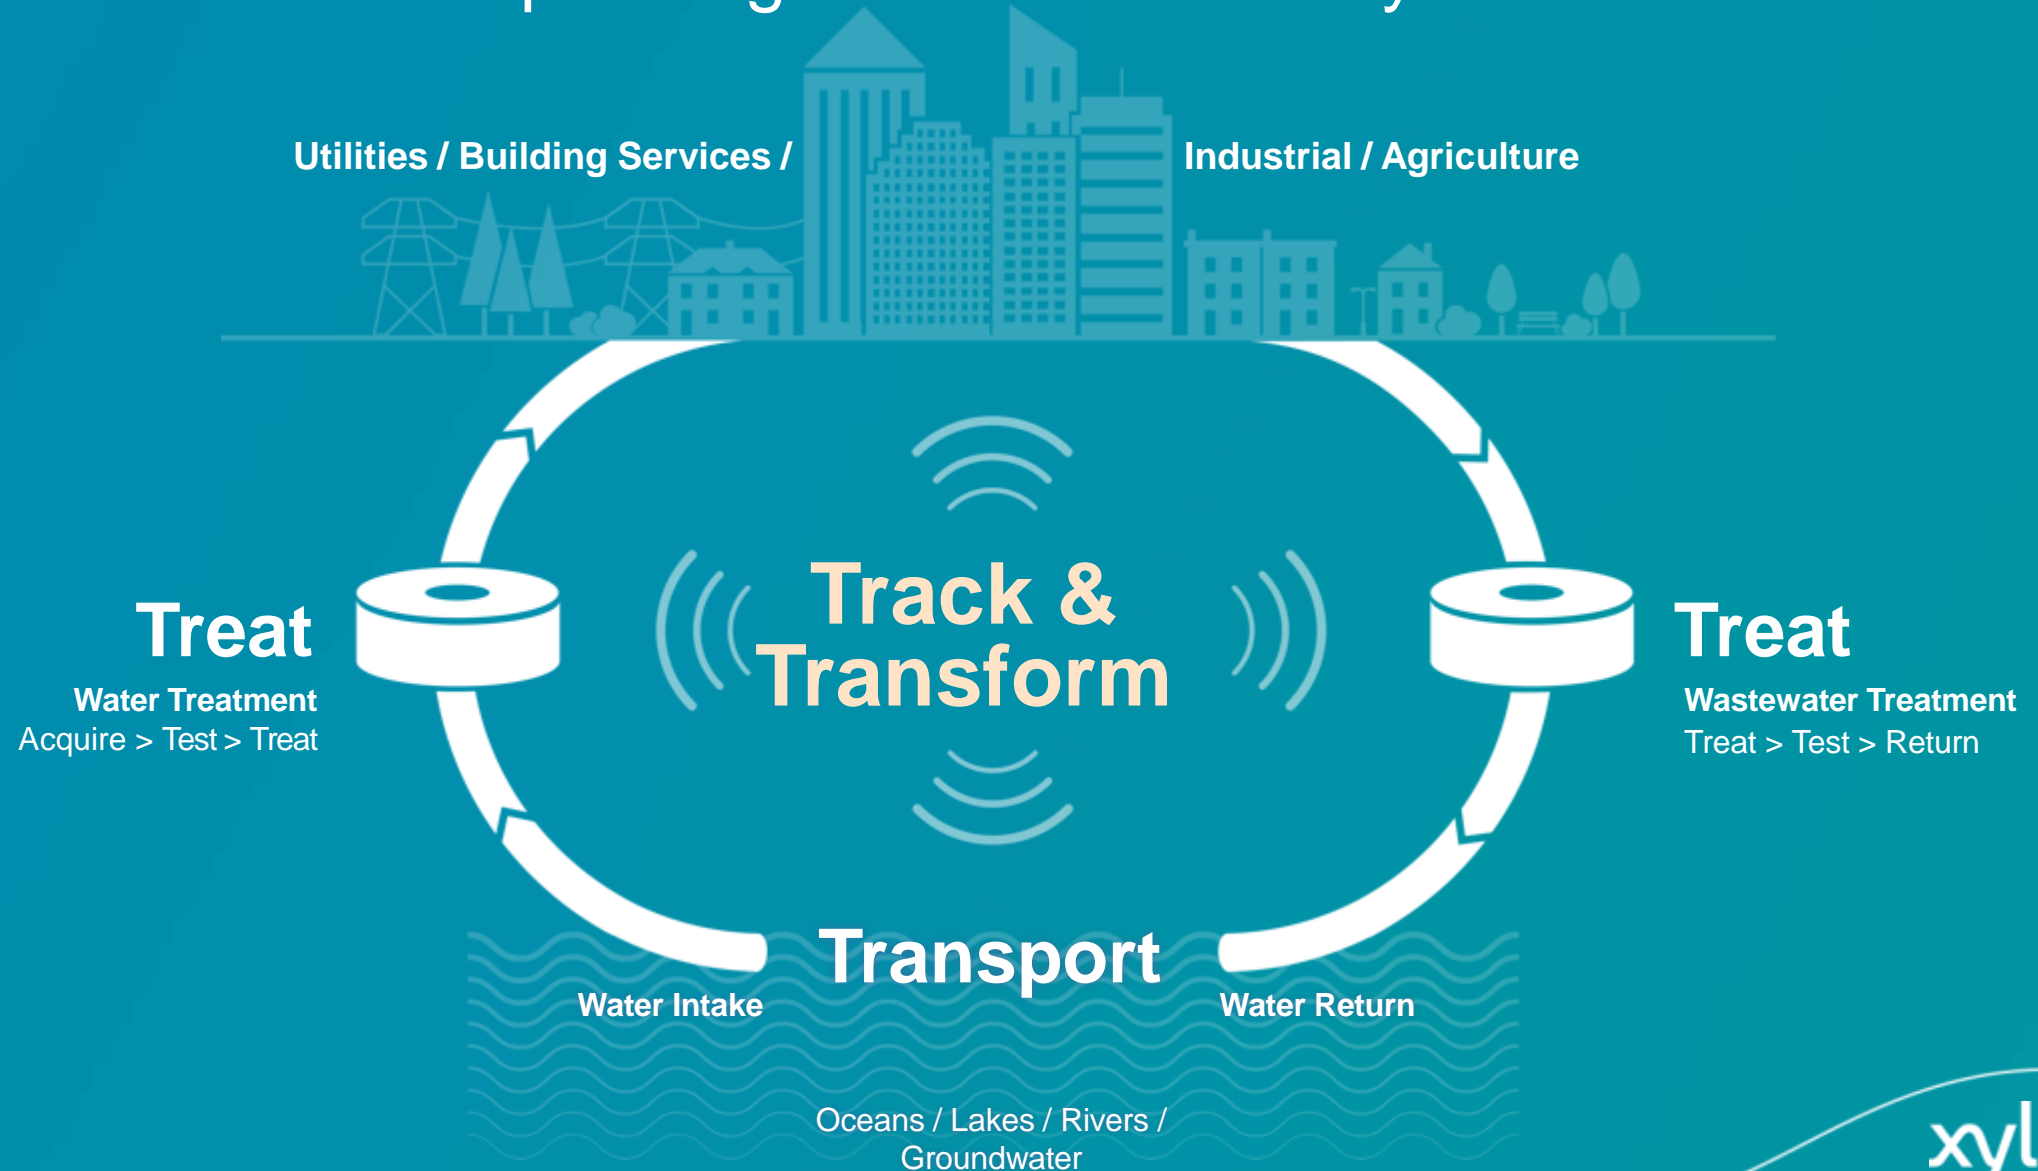 Utilities / Building Services /
Industrial / Agriculture
Track &
Transform
Treat
Water Treatment
Acquire > Test > Treat
Treat
Wastewater Treatment
Treat > Test > Return
Transport
Water Intake
Water Return
Oceans / Lakes / Rivers /
Groundwater
xyl